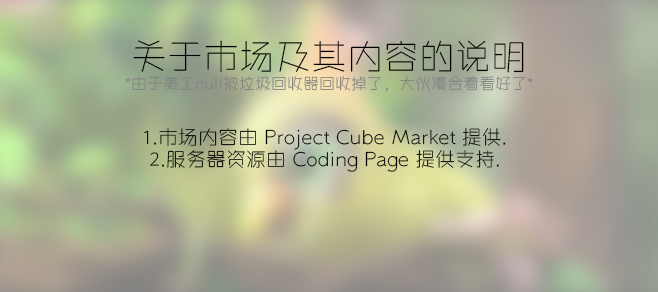 关于市场及其内容的说明
*由于美工null被垃圾回收器回收掉了，大伙凑合着看好了*
1.市场内容由 Project Cube Market 提供.
2.服务器资源由 Coding Page 提供支持.